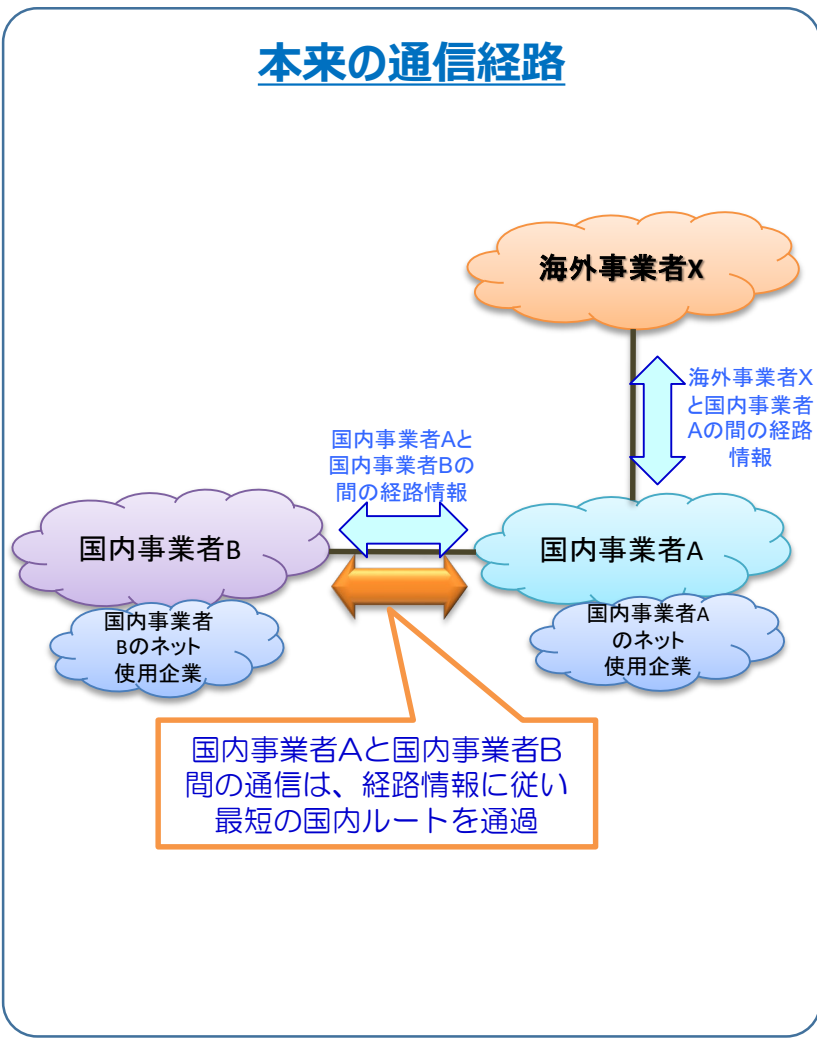 本来の通信経路
海外事業者X
海外事業者X
と国内事業者
Aの間の経路
情報
国内事業者Aと
国内事業者Bの
間の経路情報
国内事業者B
国内事業者A
国内事業者
Bのネット
使用企業
国内事業者A
のネット
使用企業
国内事業者Aと国内事業者B
間の通信は、経路情報に従い
最短の国内ルートを通過